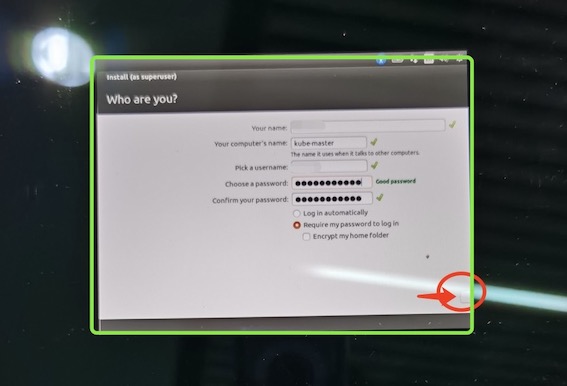 Install (as superuser)
Who are you?
Your name:
Your computer's name: kube-master
The name it uses when it talks to other computers.
Pick a username:
Choose a password: ●●●●●●●●●●●● Good password
Confirm your password: ●●●●●●●●●●●●
Log in automatically
Require my password to log in
Encrypt my home folder